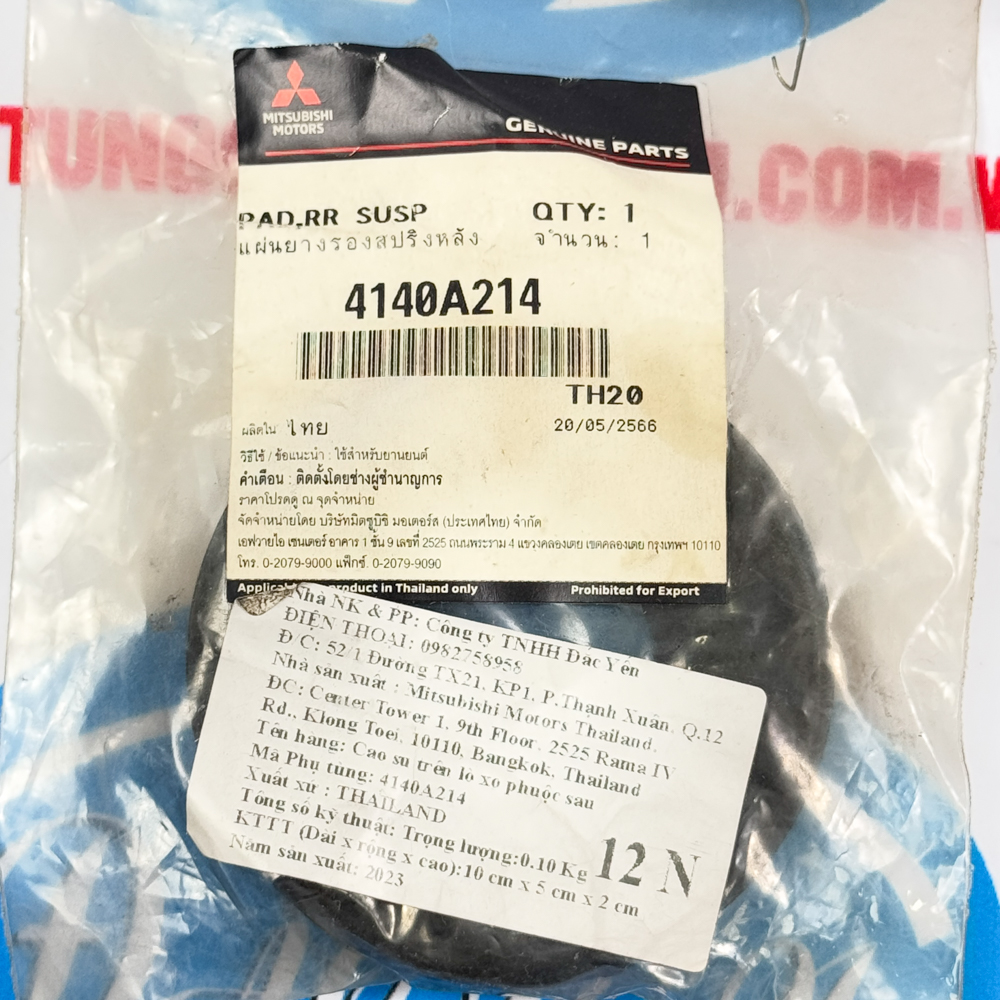 MITSUBISHI
MOTORS
GENUINE PARTS
PAD,RR SUSP QTY: 1
แผ่นยางรองสปริงหลัง จำนวน: 1
4140A214
TH20
ผลิตใน ไทย 20/05/2566
วิธีใช้ / ข้อแนะนำ : ใช้สำหรับยานยนต์
คำเตือน : ติดตั้งโดยช่างผู้ชำนาญการ
ราคาโปรดดู ณ จุดจำหน่าย
จัดจำหน่ายโดย บริษัทมิตซูบิชิ มอเตอร์ส (ประเทศไทย) จำกัด
เอฟวายไอ เซนเตอร์ อาคาร 1 ชั้น 9 เลขที่ 2525 ถนนพระราม 4 แขวงคลองเตย เขตคลองเตย กรุงเทพฯ 10110
โทร. 0-2079-9000 แฟ็กซ์. 0-2079-9090
product in Thailand only Prohibited for Export
Nhà NK & PP: Công ty TNHH Đắc Yến
ĐIỆN THOẠI: 0982758958
Đ C: 52/1 Đường TX21, KP1, P.Thạnh Xuân, Q.12
Nhà sản xuất : Mitsubishi Motors Thailand.
ĐC: Center Tower 1, 9th Floor, 2525 Rama IV
Rd., Klong Toei, 10110, Bangkok, Thailand
Tên hàng: Cao su trên lò xo phuộc sau
Mã Phụ tùng: 4140A214
Xuất xứ : THAILAND
Tông số kỹ thuật: Trọng lượng:0.10 Kg
KTTT (Dài x rộng x cao):10 cm x 5 cm x 2 cm
Năm sản xuất: 2023
12 N